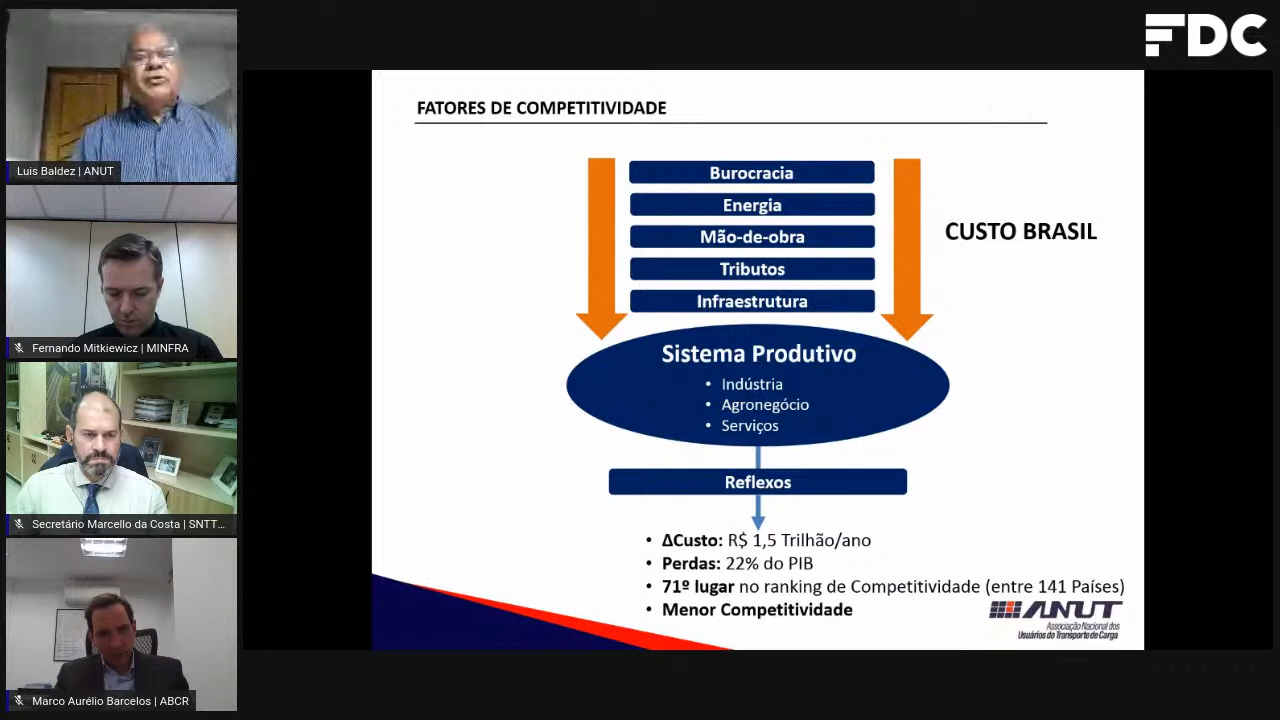 FDC
Luis Baldez | ANUT
Fernando Mitkiewicz | MINFRA
Secretário Marcello da Costa | SNTT...
Marco Aurélio Barcelos | ABCR
FATORES DE COMPETITIVIDADE
Burocracia
Energia
Mão-de-obra
Tributos
Infraestrutura
CUSTO BRASIL
Sistema Produtivo
• Indústria
• Agronegócio
• Serviços
Reflexos
• ΔCusto: R$ 1,5 Trilhão/ano
• Perdas: 22% do PIB
• 71º lugar no ranking de Competitividade (entre 141 Países)
• Menor Competitividade
ANUT
Associação Nacional dos
Usuários do Transporte de Carga